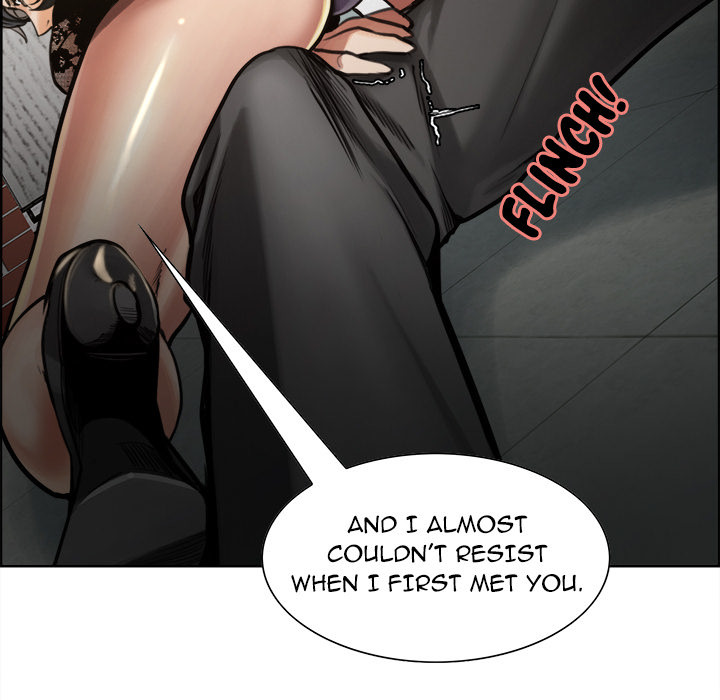 FLINCH!
AND I ALMOST
COULDN'T RESIST
WHEN I FIRST MET YOU.